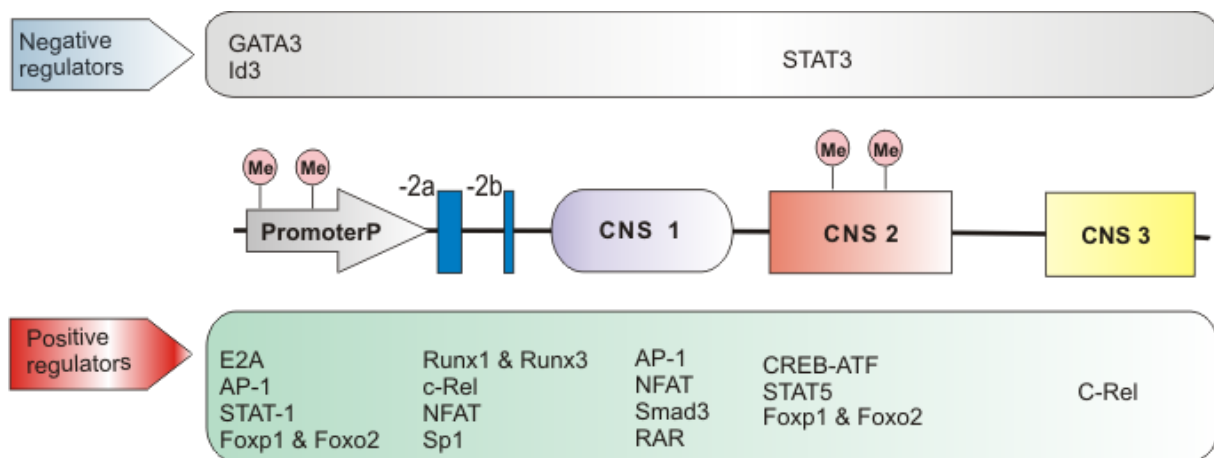 Negative
regulators
GATA3
Id3
STAT3
Me
Me
Me
Me
-2a
-2b
PromoterP
CNS 1
CNS 2
CNS 3
Positive
regulators
E2A
AP-1
STAT-1
Foxp1 & Foxo2
Runx1 & Runx3
c-Rel
NFAT
Sp1
AP-1
NFAT
Smad3
RAR
CREB-ATF
STAT5
Foxp1 & Foxo2
C-Rel